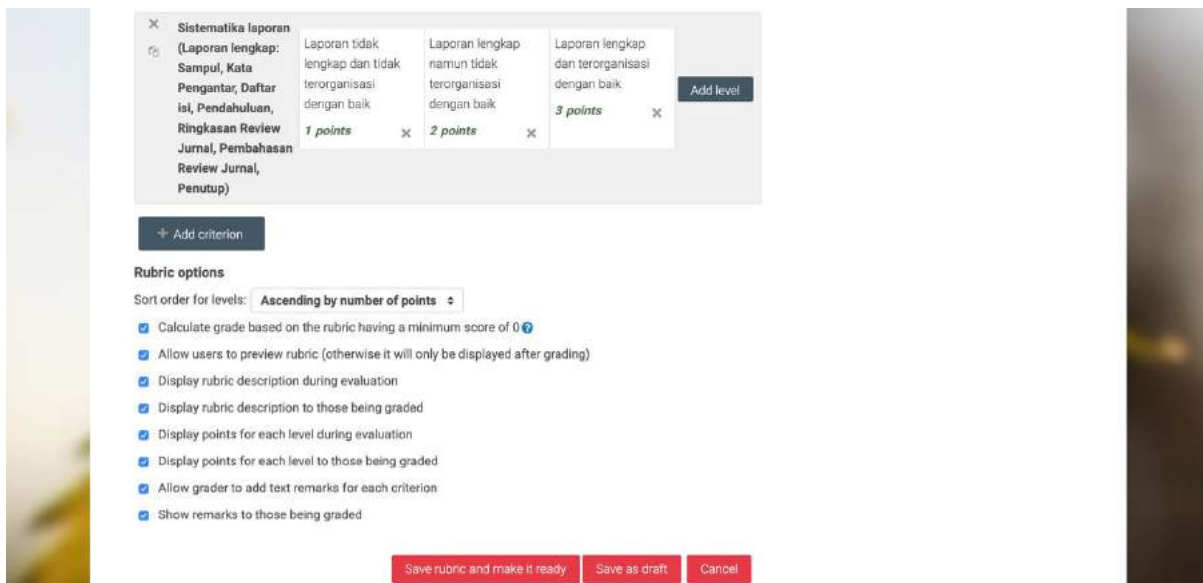 Sistematika laporan
(Laporan lengkap:
Sampul, Kata
Pengantar, Daftar
isi, Pendahuluan,
Ringkasan Review
Jurnal, Pembahasan
Review Jurnal,
Penutup)
Laporan tidak
lengkap dan tidak
terorganisasi
dengan baik
1 points
Laporan lengkap
namun tidak
terorganisasi
dengan baik
2 points
Laporan lengkap
dan terorganisasi
dengan baik
3 points
Add level
+ Add criterion
Rubric options
Sort order for levels: Ascending by number of points
Calculate grade based on the rubric having a minimum score of 0
Allow users to preview rubric (otherwise it will only be displayed after grading)
Display rubric description during evaluation
Display rubric description to those being graded
Display points for each level during evaluation
Display points for each level to those being graded
Allow grader to add text remarks for each criterion
Show remarks to those being graded
Save rubric and make it ready Save as draft Cancel